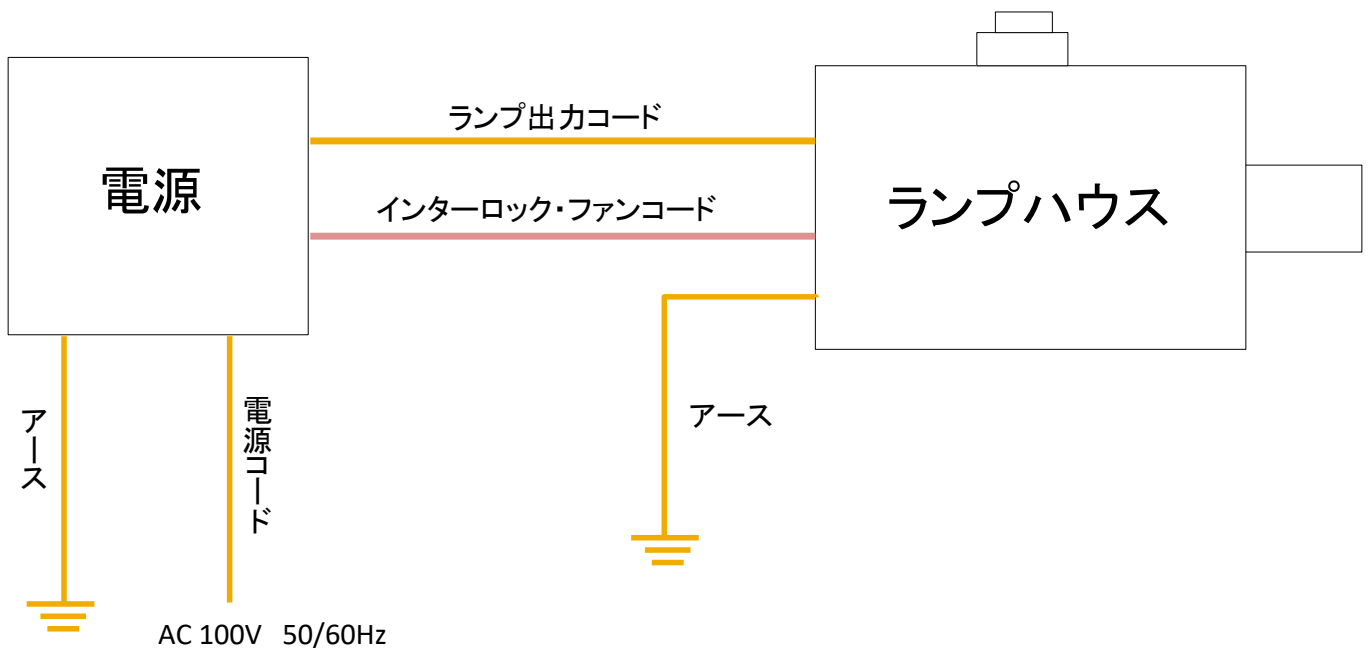 ランプ出力コード
電源
インターロック・ファンコード
ランプハウス
アース
電源コード
アース
AC 100V 50/60Hz